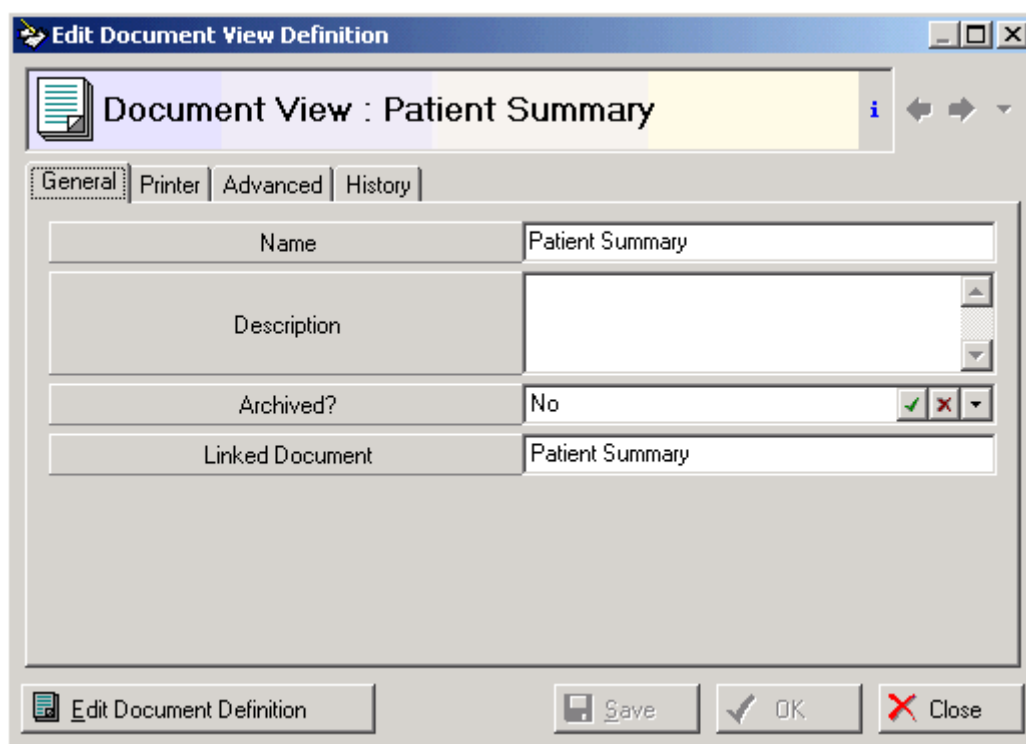 Edit Document View Definition
Document View : Patient Summary
i
General Printer Advanced History
Name Patient Summary
Description
Archived? No
Linked Document Patient Summary
Edit Document Definition Save OK Close